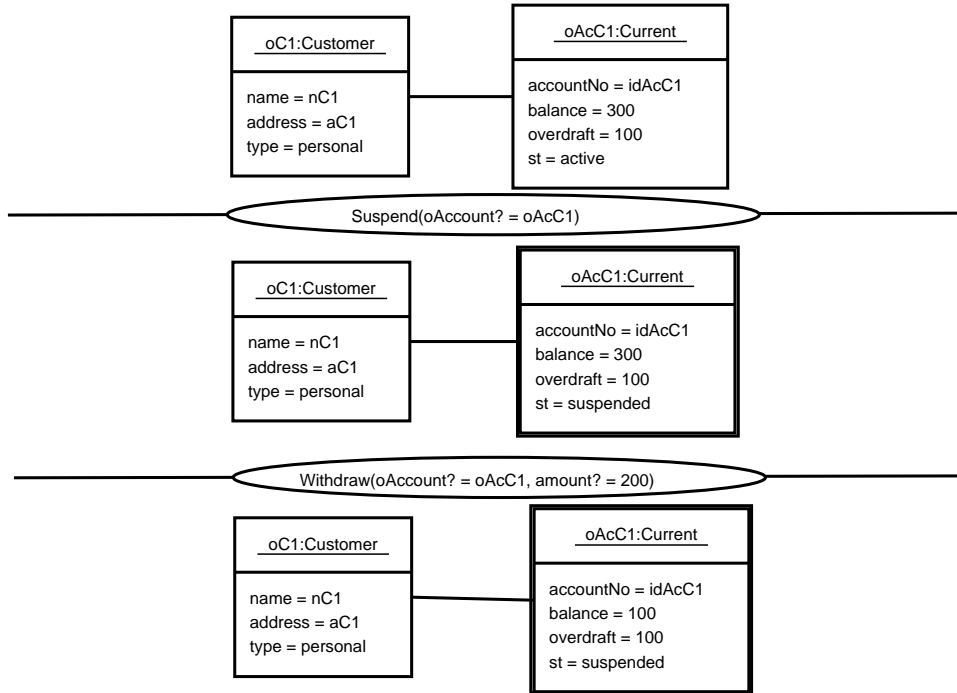 oC1:Customer
name = nC1
address = aC1
type = personal
oAcC1:Current
accountNo = idAcC1
balance = 300
overdraft = 100
st = active
Suspend(oAccount? = oAcC1)
oC1:Customer
name = nC1
address = aC1
type = personal
oAcC1:Current
accountNo = idAcC1
balance = 300
overdraft = 100
st = suspended
Withdraw(oAccount? = oAcC1, amount? = 200)
oC1:Customer
name = nC1
address = aC1
type = personal
oAcC1:Current
accountNo = idAcC1
balance = 100
overdraft = 100
st = suspended